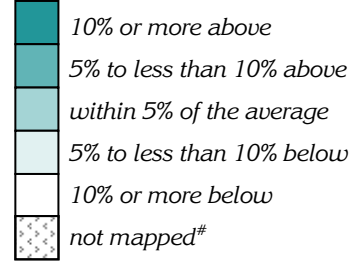 10% or more above
5% to less than 10% above
within 5% of the average
5% to less than 10% below
10% or more below
not mapped#